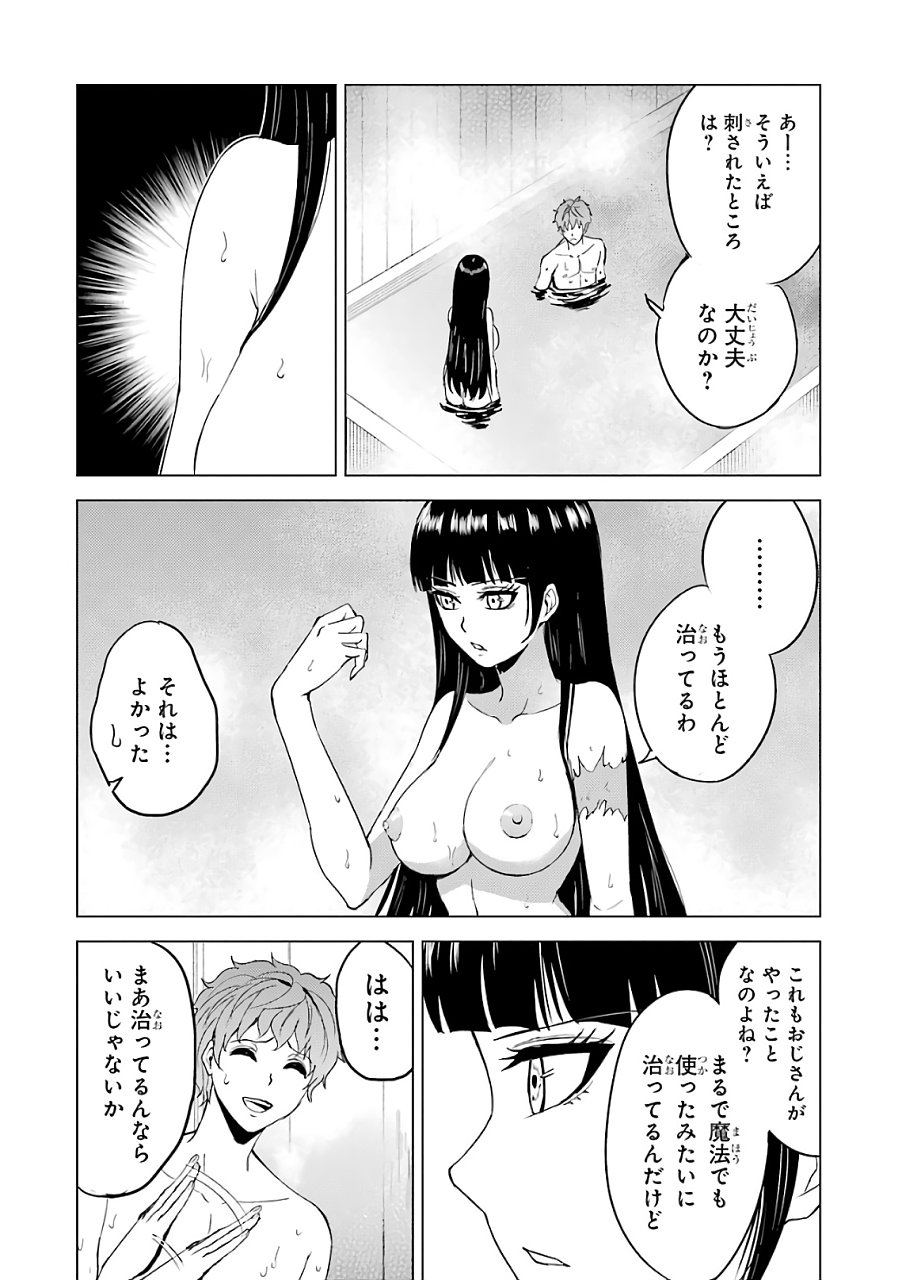 あー…
そういえば
刺されたところ
は？
大丈夫
なのか？
………
もうほとんど
治ってるわ
それは…
よかった
これもおじさんが
やったこと
なのよね？
まるで魔法でも
使ったみたいに
治ってるんだけど
はは…
まあ治ってるんなら
いいじゃないか